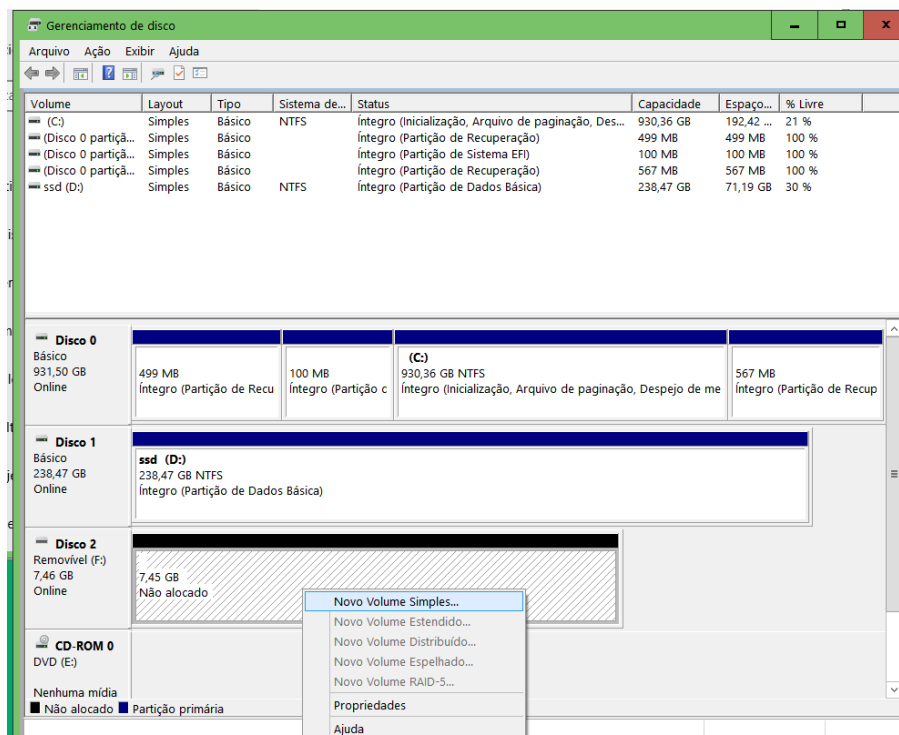 Gerenciamento de disco
Arquivo Ação Exibir Ajuda
Volume Layout Tipo Sistema de... Status Capacidade Espaço... % Livre
(C:) Simples Básico NTFS Íntegro (Inicialização, Arquivo de paginação, Des... 930,36 GB 192,42 ... 21 %
(Disco 0 partiçã... Simples Básico Íntegro (Partição de Recuperação) 499 MB 499 MB 100 %
(Disco 0 partiçã... Simples Básico Íntegro (Partição de Sistema EFI) 100 MB 100 MB 100 %
(Disco 0 partiçã... Simples Básico Íntegro (Partição de Recuperação) 567 MB 567 MB 100 %
ssd (D:) Simples Básico NTFS Íntegro (Partição de Dados Básica) 238,47 GB 71,19 GB 30 %
Disco 0
Básico
931,50 GB
Online
499 MB
Íntegro (Partição de Recu
100 MB
Íntegro (Partição c
(C:)
930,36 GB NTFS
Íntegro (Inicialização, Arquivo de paginação, Despejo de me
567 MB
Íntegro (Partição de Recup
Disco 1
Básico
238,47 GB
Online
ssd (D:)
238,47 GB NTFS
Íntegro (Partição de Dados Básica)
Disco 2
Removível (F:)
7,46 GB
Online
7,45 GB
Não alocado
Novo Volume Simples...
Novo Volume Estendido...
Novo Volume Distribuído...
Novo Volume Espelhado...
Novo Volume RAID-5...
Propriedades
Ajuda
CD-ROM 0
DVD (E:)
Nenhuma mídia
Não alocado Partição primária